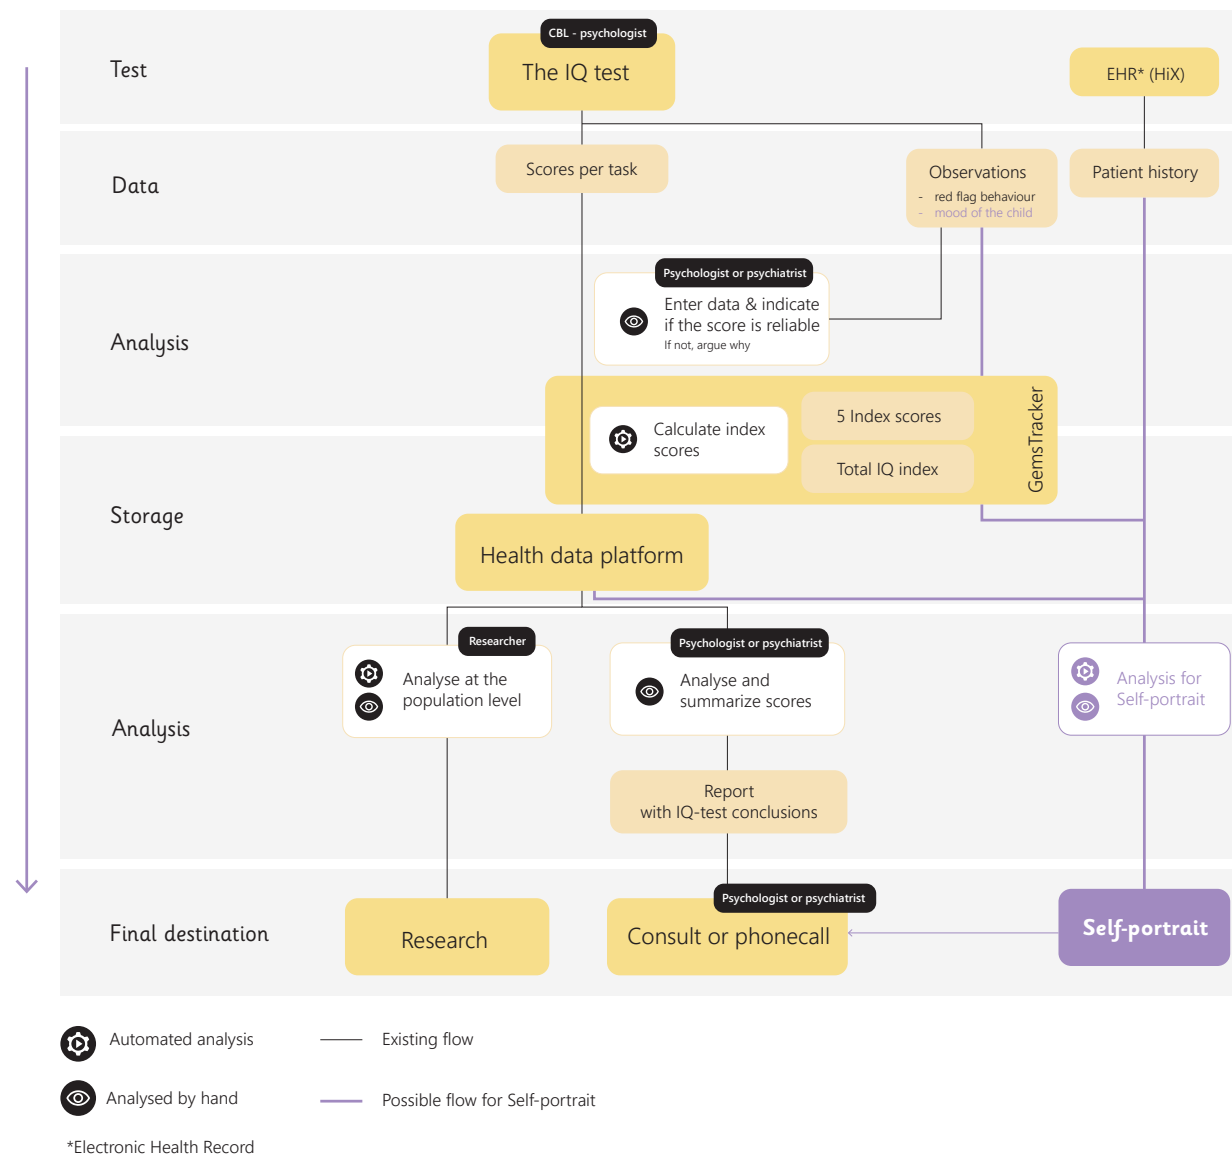 Test
CBL - psychologist
The IQ test
EHR* (HiX)
Data
Scores per task
Observations
- red flag behaviour
- mood of the child
Patient history
Analysis
Psychologist or psychiatrist
Enter data & indicate
if the score is reliable
If not, argue why
Calculate index
scores
5 Index scores
Total IQ index
GemsTracker
Storage
Health data platform
Analysis
Researcher
Analyse at the
population level
Psychologist or psychiatrist
Analyse and
summarize scores
Analysis for
Self-portrait
Report
with IQ-test conclusions
Final destination
Research
Psychologist or psychiatrist
Consult or phonecall
Self-portrait
Automated analysis
Existing flow
Analysed by hand
Possible flow for Self-portrait
*Electronic Health Record